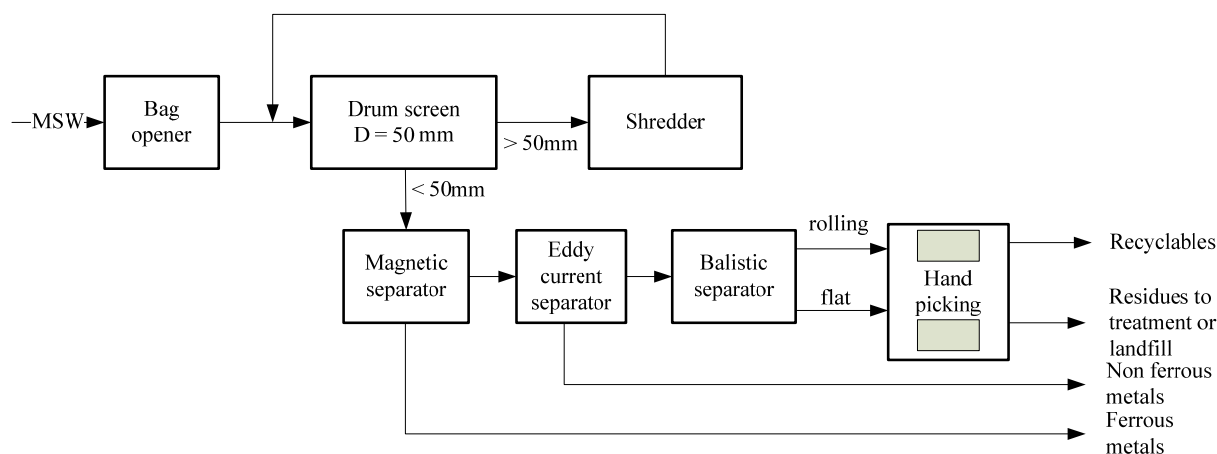 MSW
Bag
opener
Drum screen
D = 50 mm
> 50mm
Shredder
< 50mm
Magnetic
separator
Eddy
current
separator
Balistic
separator
rolling
flat
Hand
picking
Recyclables
Residues to
treatment or
landfill
Non ferrous
metals
Ferrous
metals